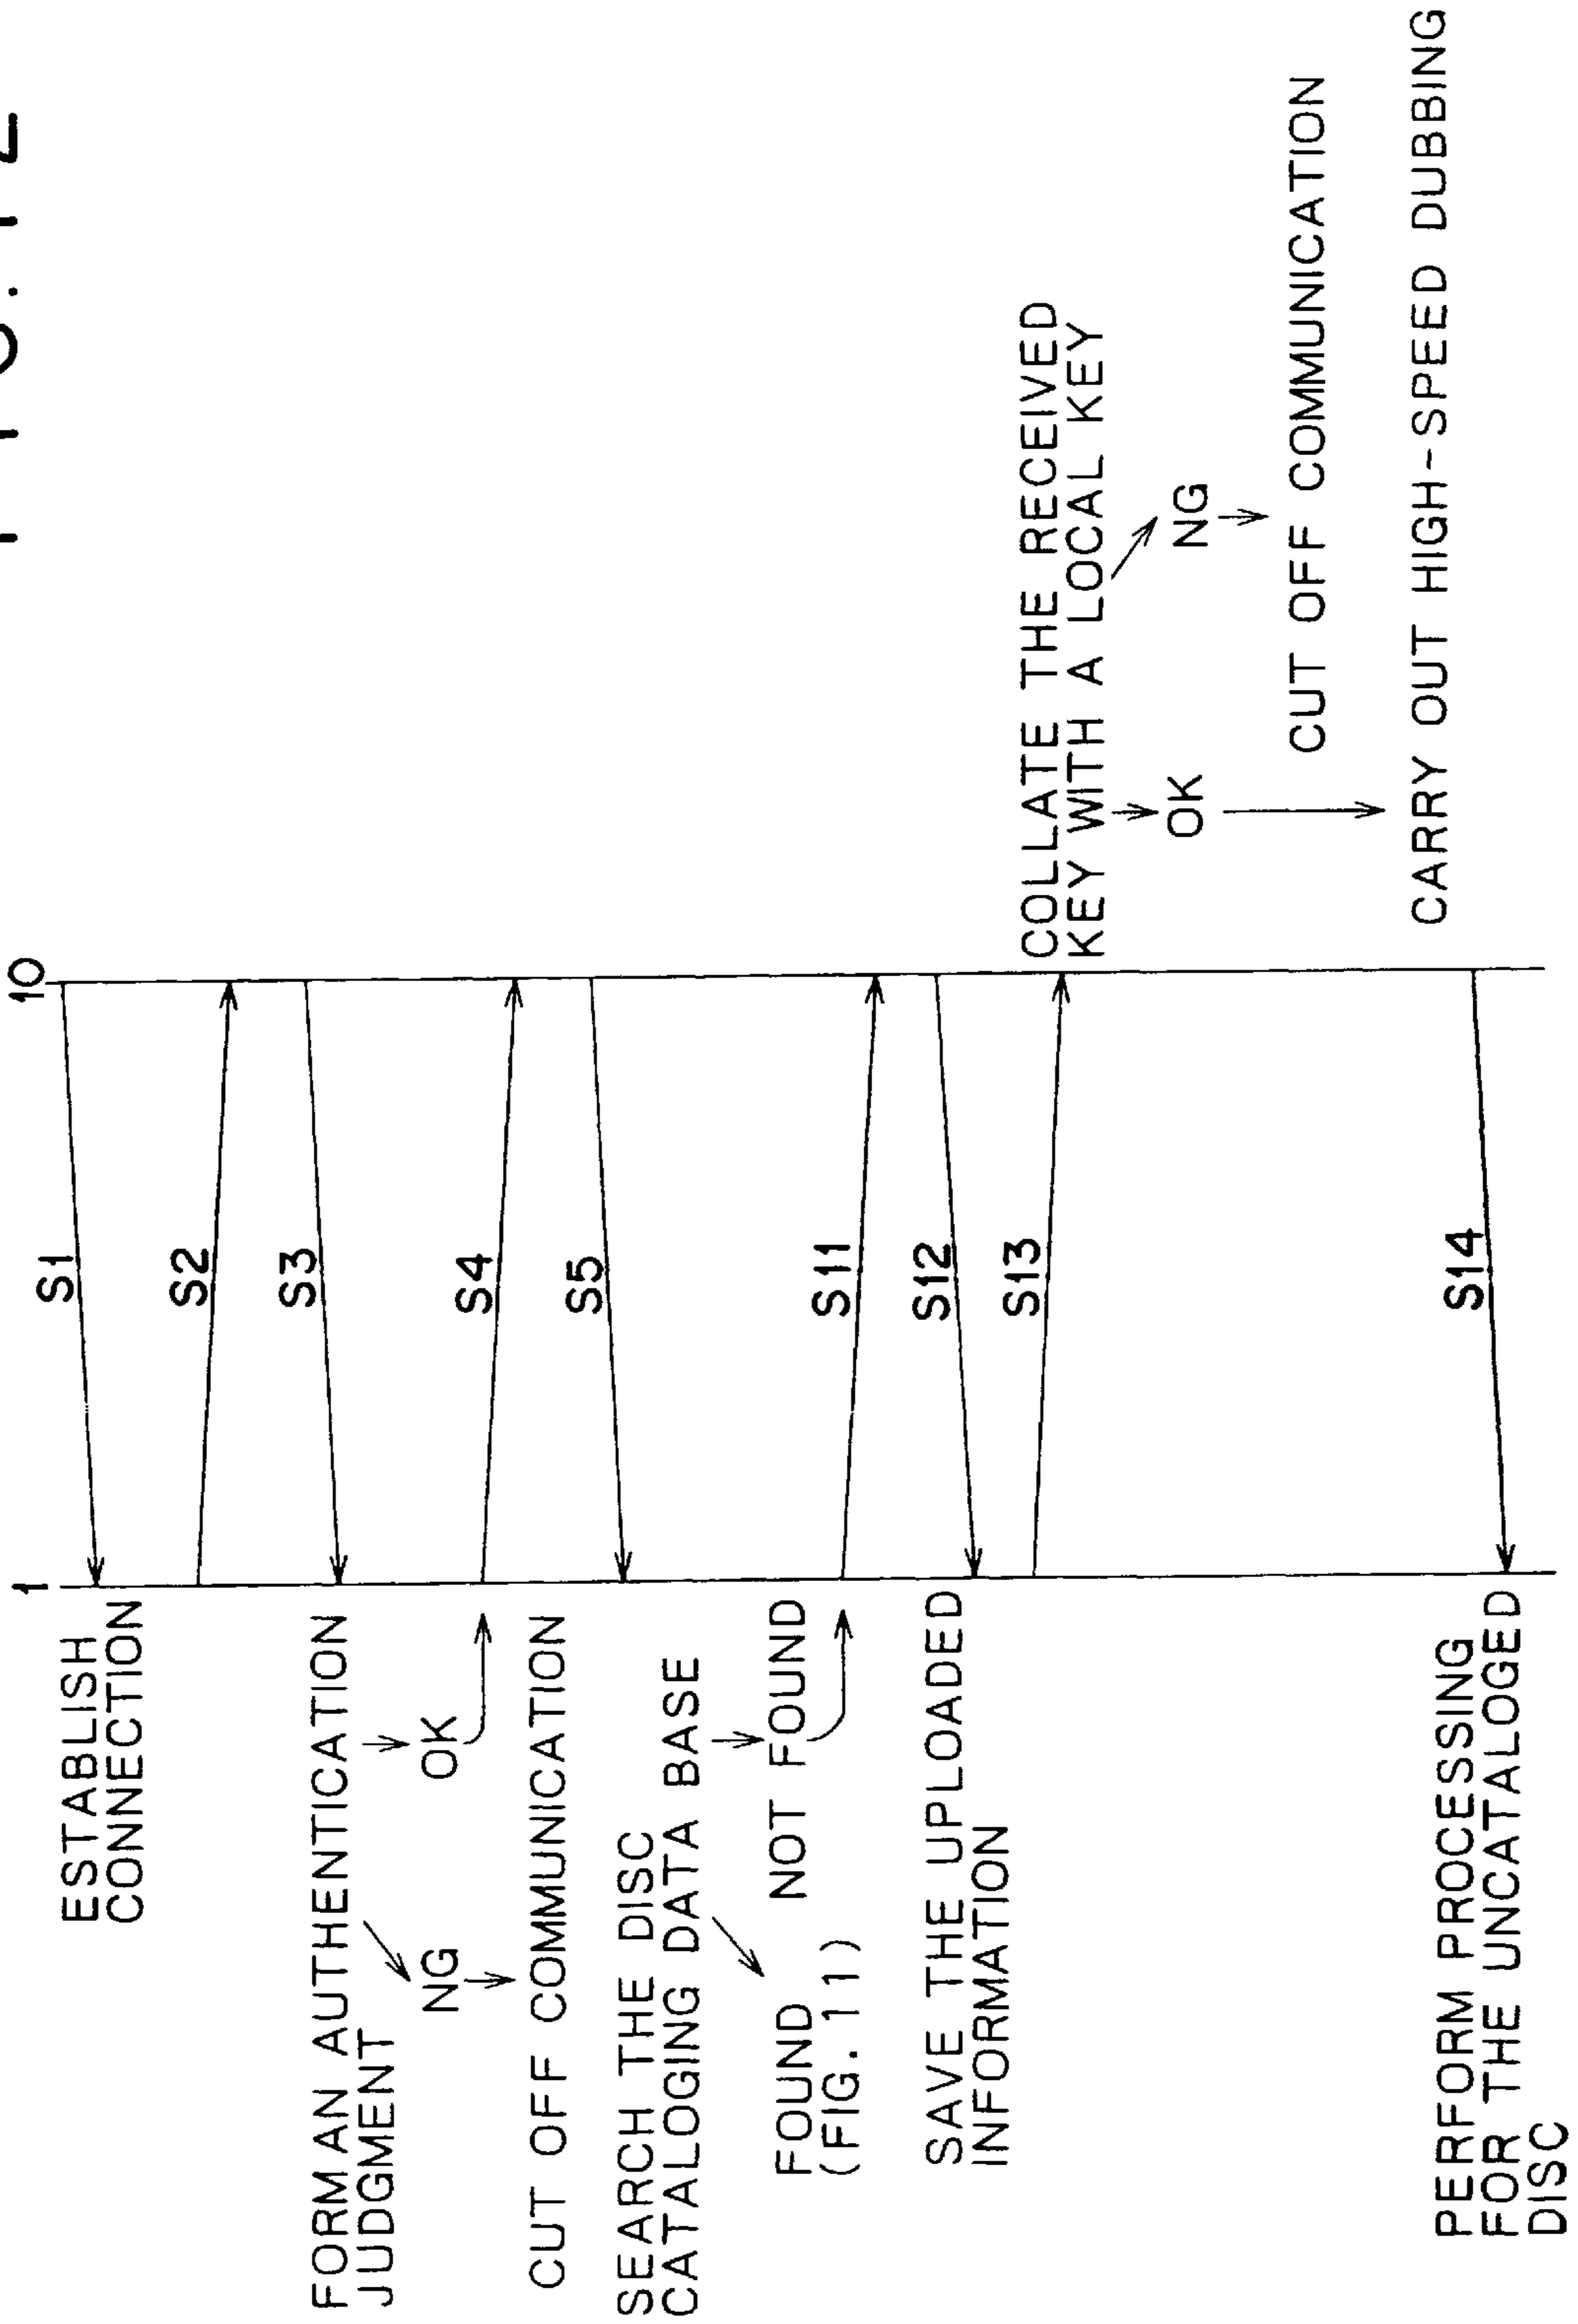 1
10
S1
ESTABLISH
CONNECTION
S2
S3
FORM AN AUTHENTICATION
JUDGMENT
NG
OK
S4
CUT OFF COMMUNICATION
S5
SEARCH THE DISC
CATALOGING DATA BASE
FOUND
(FIG. 11)
NOT FOUND
S11
S12
SAVE THE UPLOADED
INFORMATION
S13
COLLATE THE RECEIVED
KEY WITH A LOCAL KEY
OK
NG
CUT OFF COMMUNICATION
CARRY OUT HIGH-SPEED DUBBING
S14
PERFORM PROCESSING
FOR THE UNCATALOGED
DISC